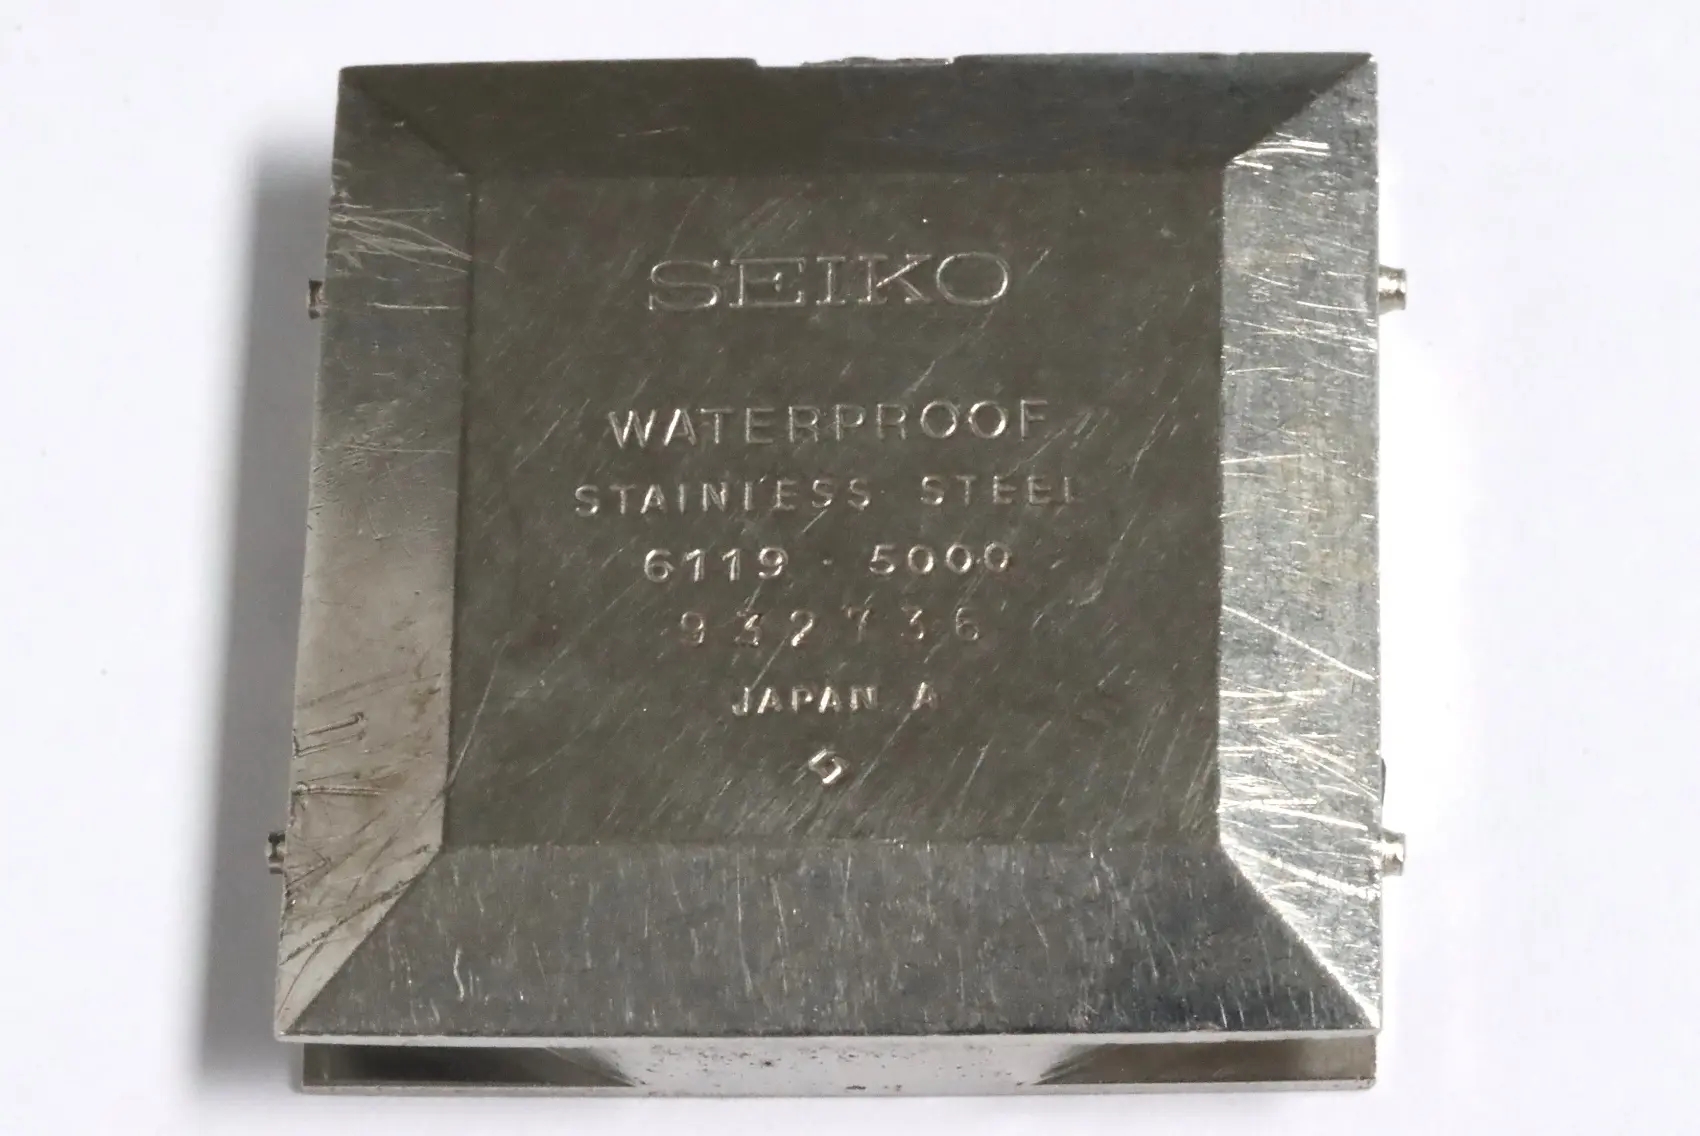 SEIKO
WATERPROOF
STAINLESS STEEL
6119 · 5000
932736
JAPAN A